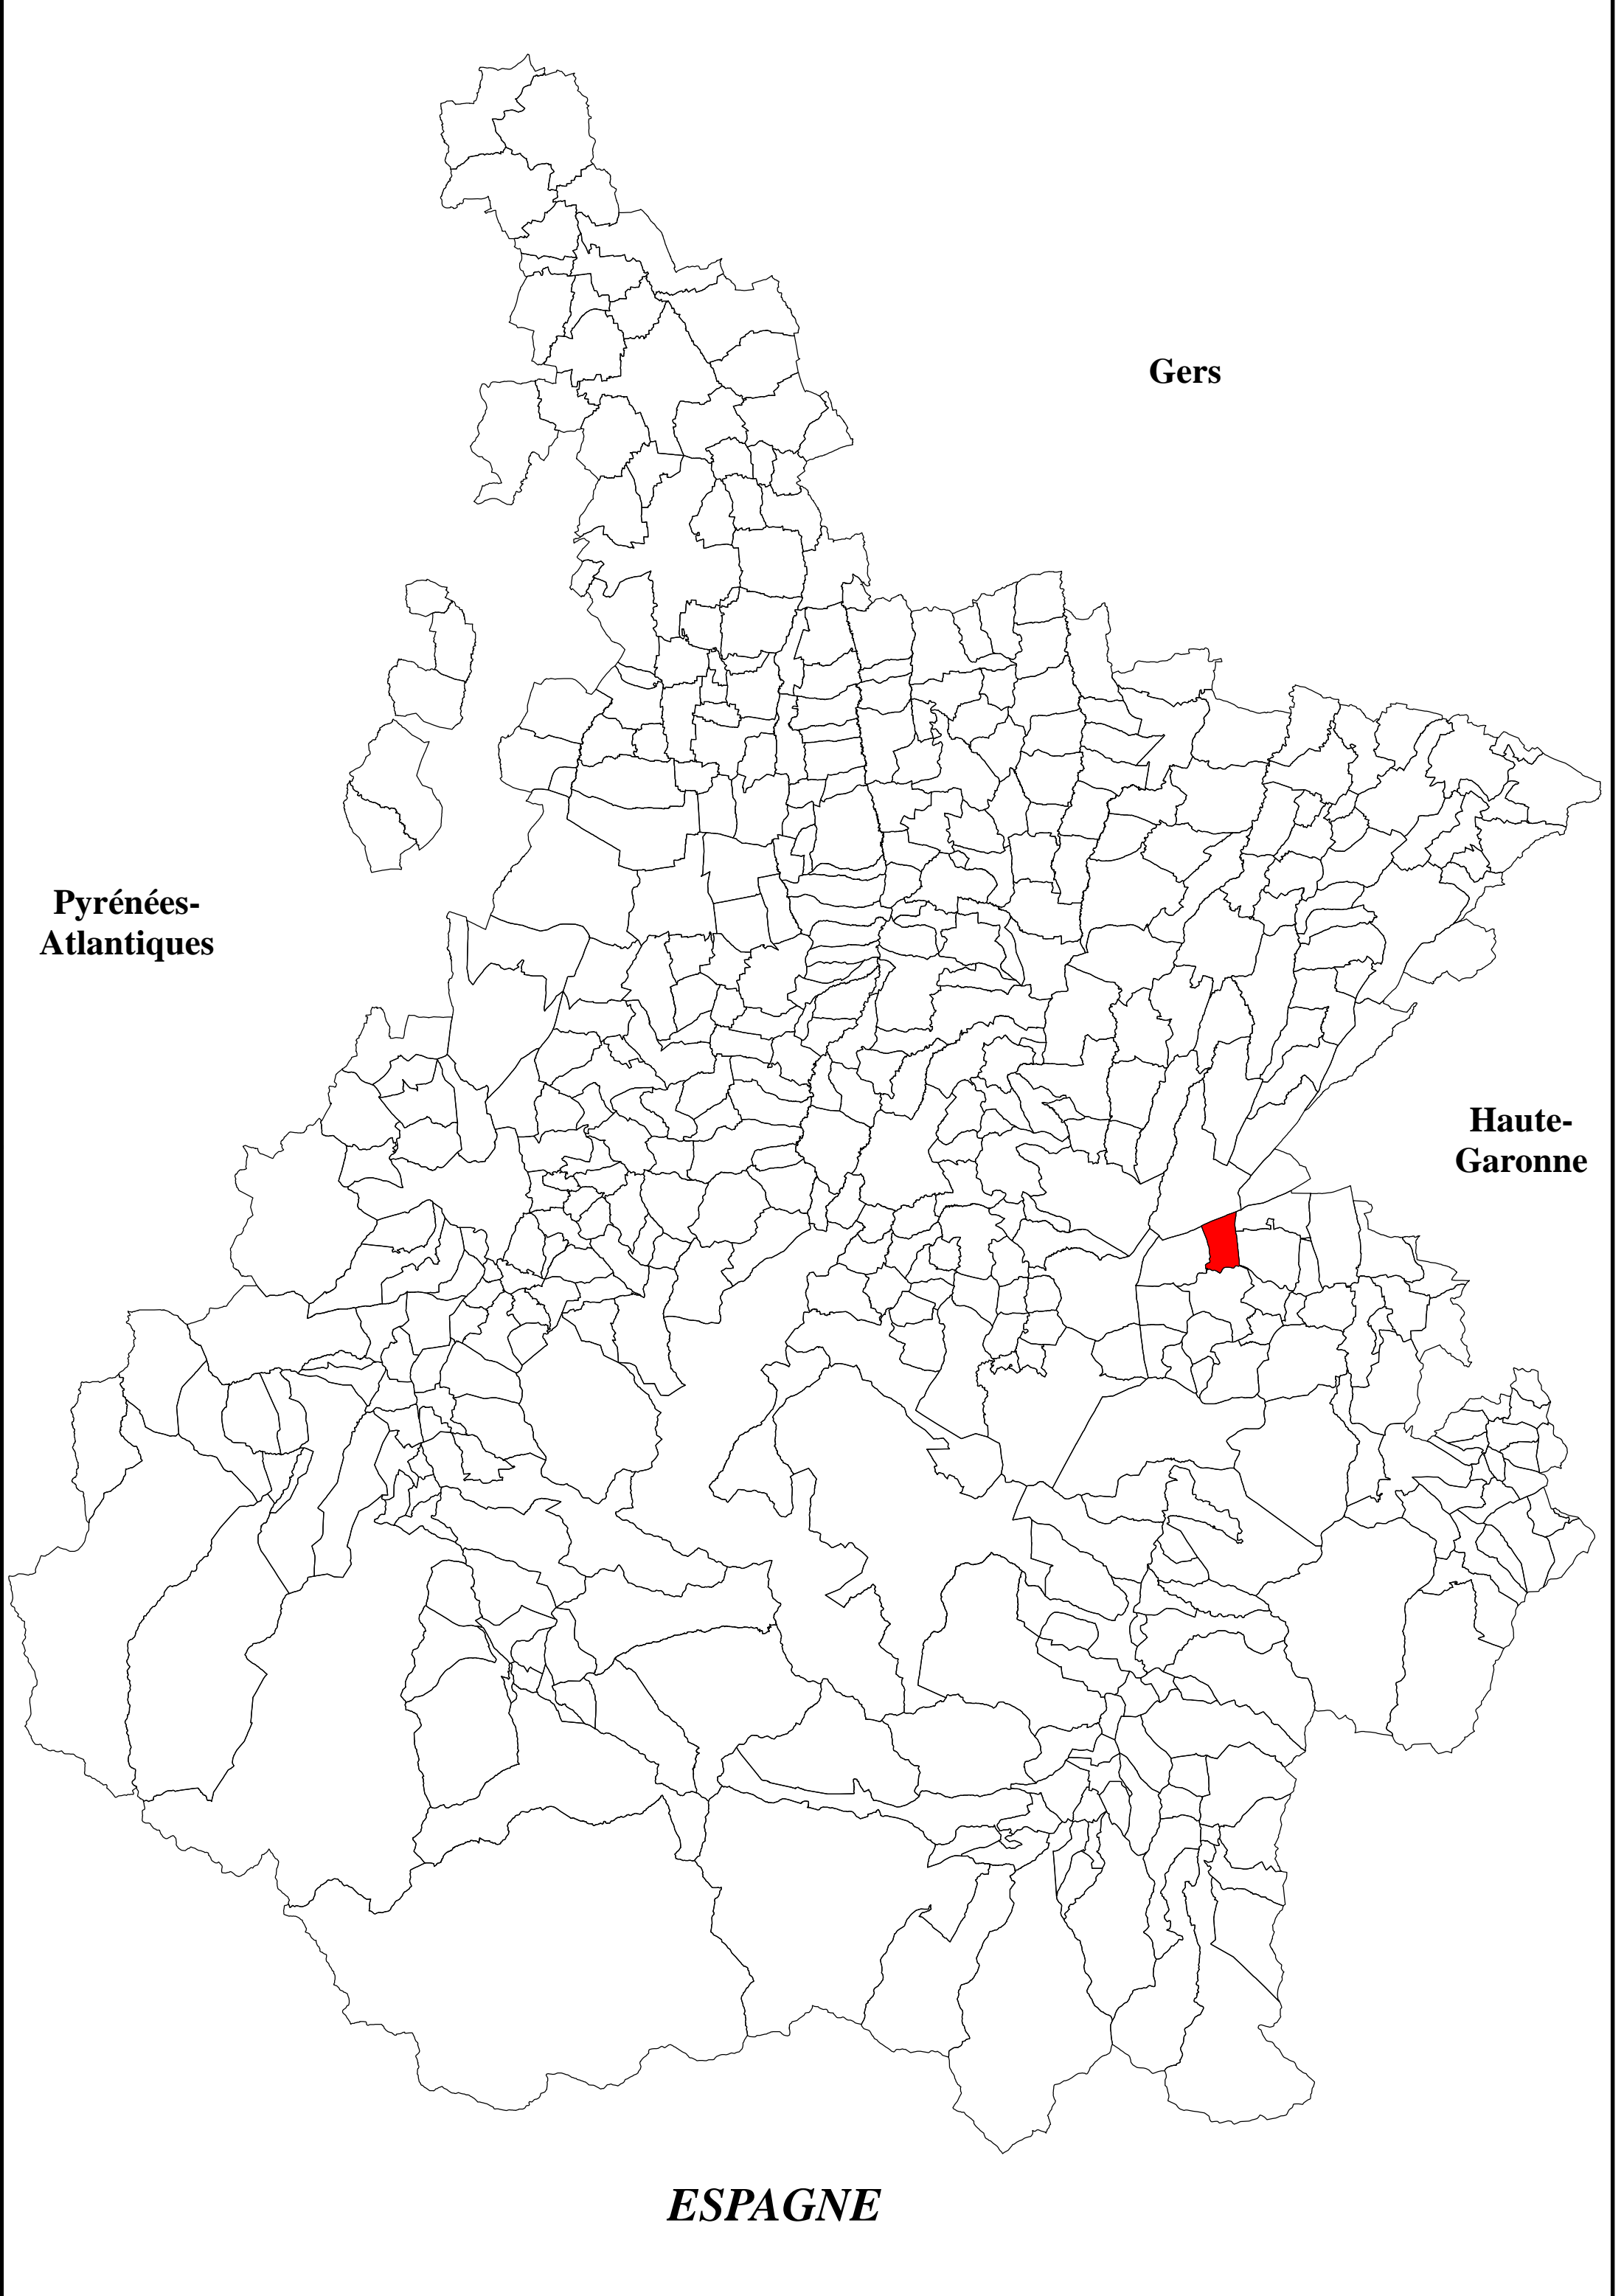 Gers
Pyrénées-
Atlantiques
Haute-
Garonne
ESPAGNE